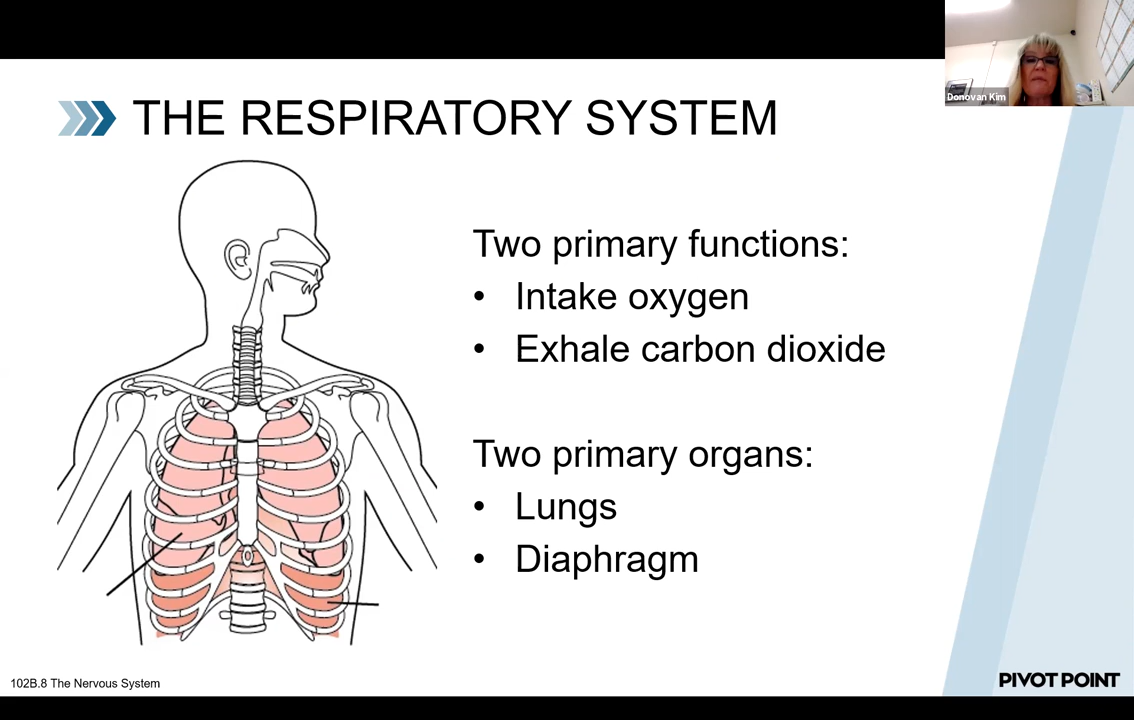 Donovan Kim
THE RESPIRATORY SYSTEM
Two primary functions:
• Intake oxygen
• Exhale carbon dioxide
Two primary organs:
• Lungs
• Diaphragm
102B.8 The Nervous System
PIVOT POINT